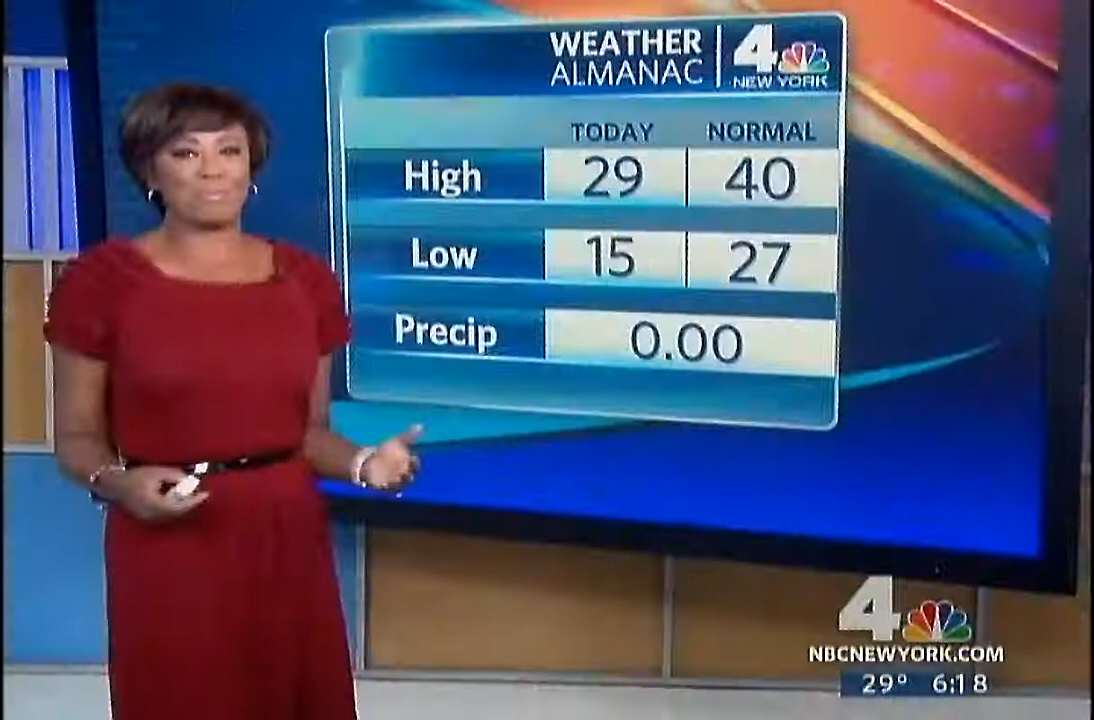 WEATHER
ALMANAC
4
NEW YORK
TODAY NORMAL
High 29 40
Low 15 27
Precip 0.00
4
NBCNEWYORK.COM
29° 6:18